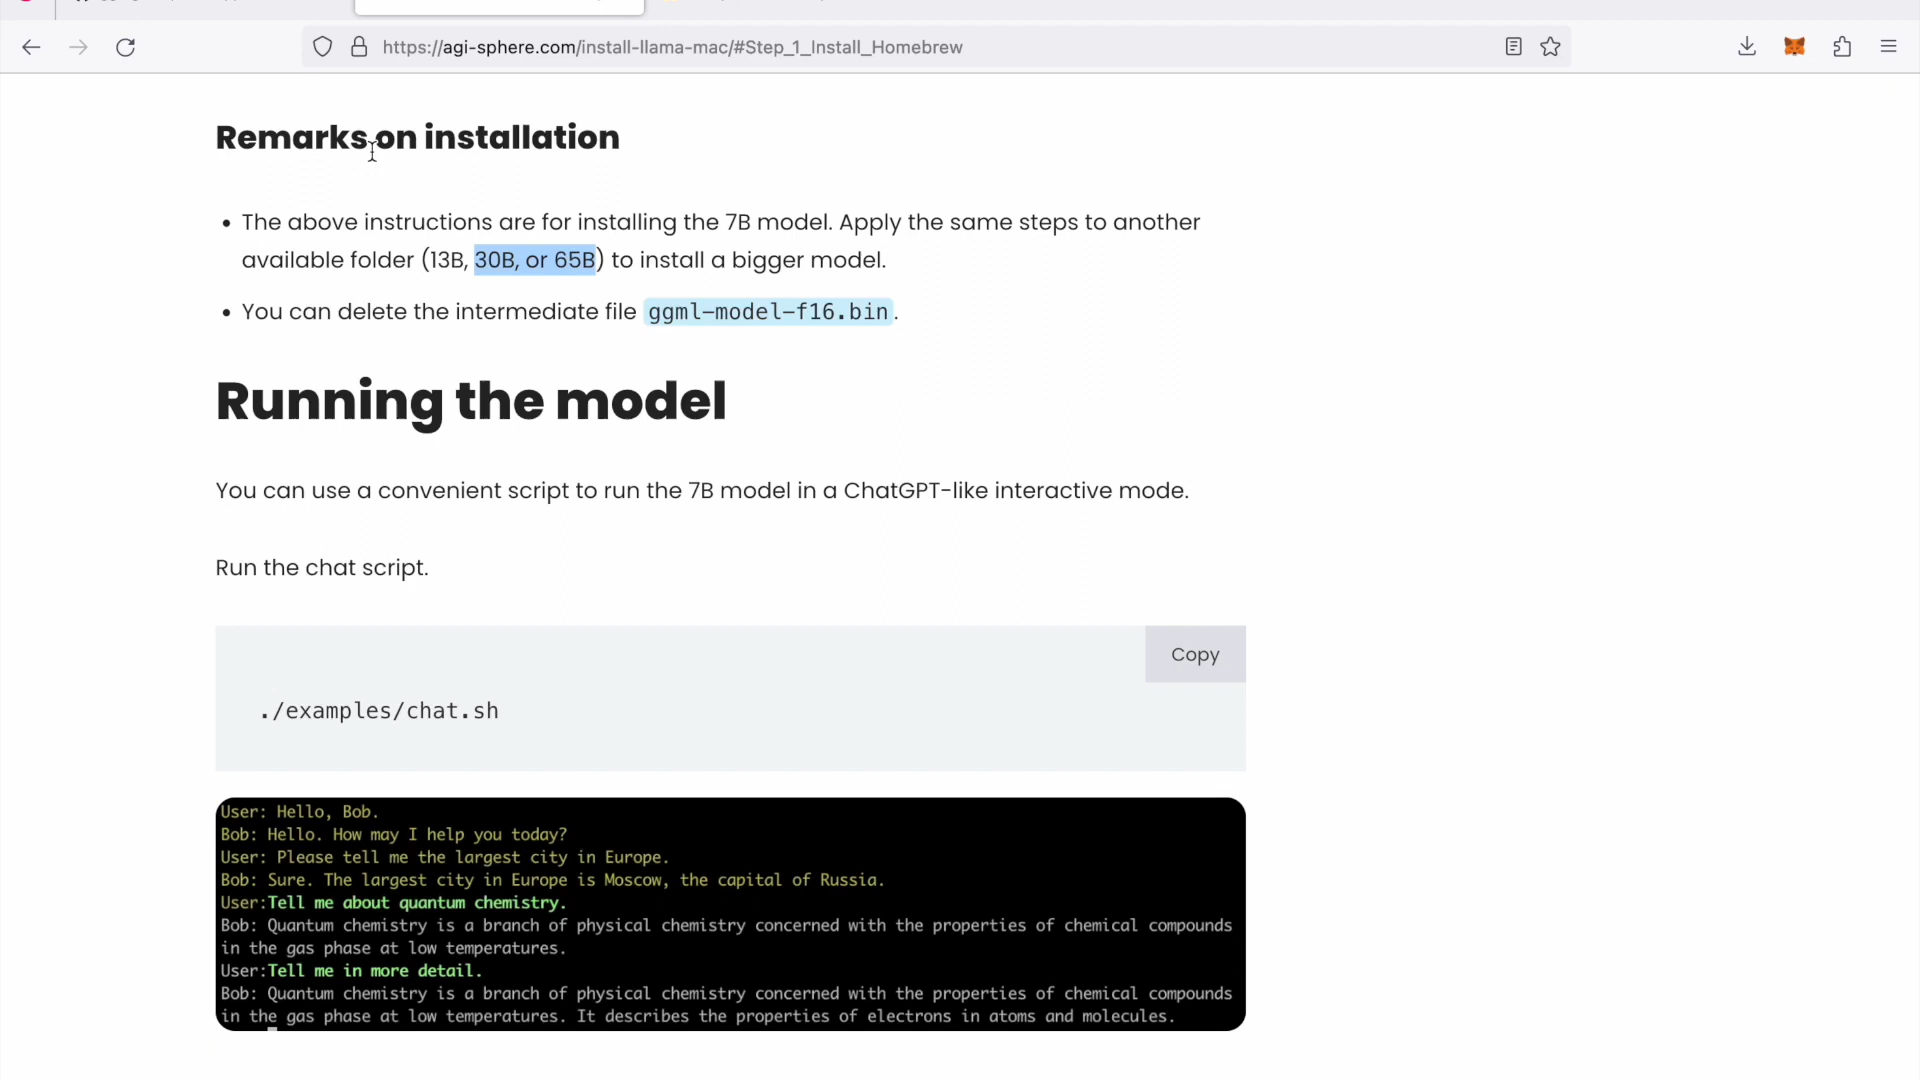 https://agi-sphere.com/install-llama-mac/#Step_1_Install_Homebrew
Remarks on installation
• The above instructions are for installing the 7B model. Apply the same steps to another
available folder (13B, 30B, or 65B) to install a bigger model.
• You can delete the intermediate file ggml-model-f16.bin.
Running the model
You can use a convenient script to run the 7B model in a ChatGPT-like interactive mode.
Run the chat script.
Copy
./examples/chat.sh
User: Hello, Bob.
Bob: Hello. How may I help you today?
User: Please tell me the largest city in Europe.
Bob: Sure. The largest city in Europe is Moscow, the capital of Russia.
User:Tell me about quantum chemistry.
Bob: Quantum chemistry is a branch of physical chemistry concerned with the properties of chemical compounds
in the gas phase at low temperatures.
User:Tell me in more detail.
Bob: Quantum chemistry is a branch of physical chemistry concerned with the properties of chemical compounds
in the gas phase at low temperatures. It describes the properties of electrons in atoms and molecules.